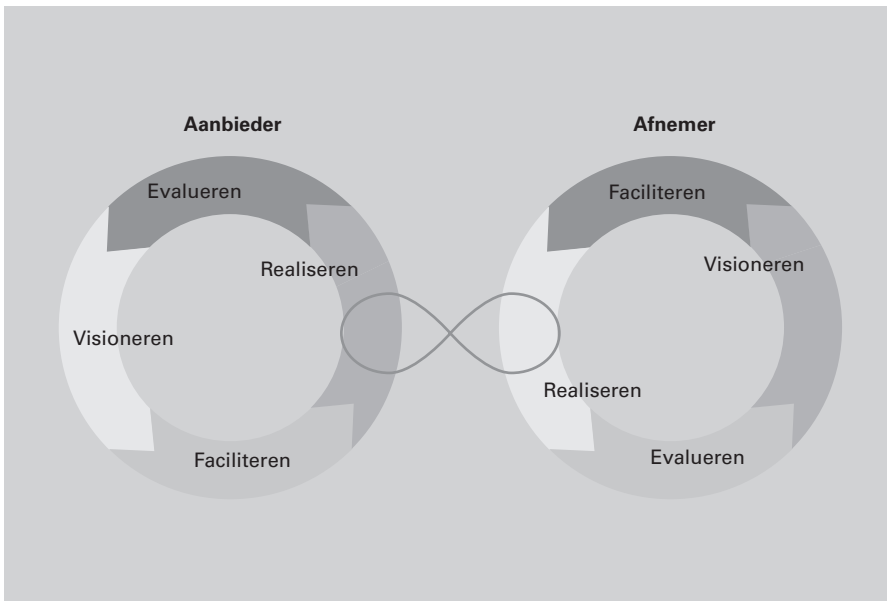 Aanbieder
Afnemer
Evalueren
Faciliteren
Realiseren
Visioneren
Visioneren
Realiseren
Faciliteren
Evalueren